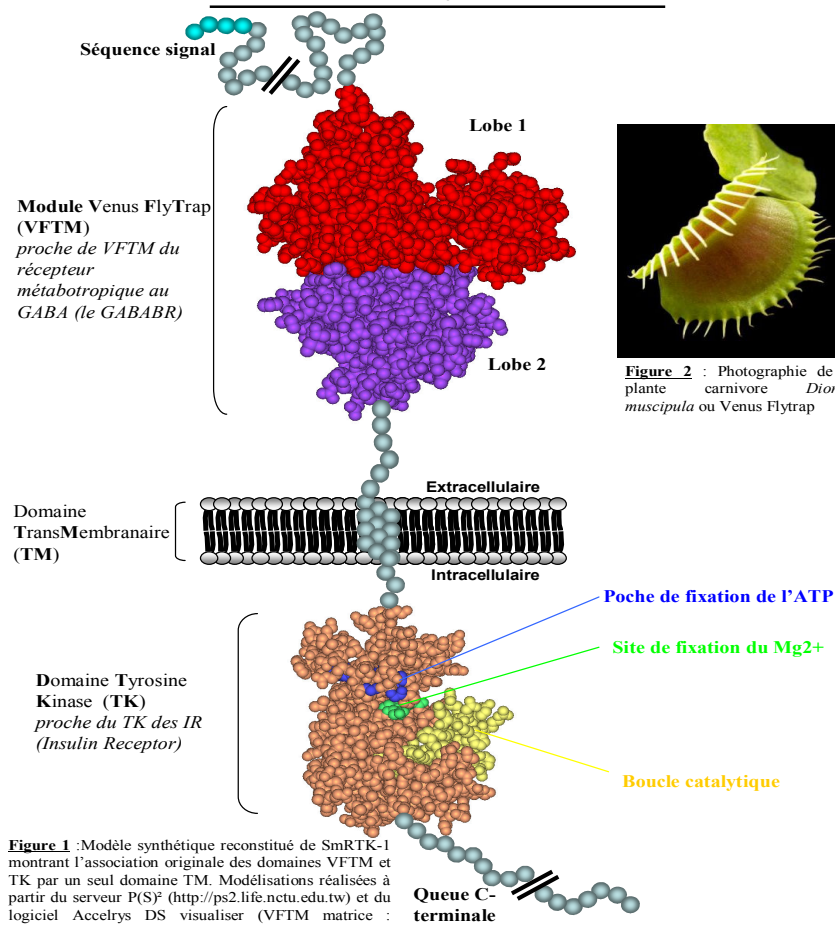 Séquence signal
Lobe 1
Module Venus FlyTrap
(VFTM)
proche de VFTM du
récepteur
métabotropique au
GABA (le GABABR)
Lobe 2
Figure 2 : Photographie de
plante carnivore
muscipula ou Venus Flytrap
Extracellulaire
Domaine
TransMembranaire
(TM)
Intracellulaire
Poche de fixation de l'ATP
Site de fixation du Mg2+
Domaine Tyrosine
Kinase (TK)
proche du TK des IR
(Insulin Receptor)
Boucle catalytique
Figure 1 :Modèle synthétique reconstitué de SmRTK-1
montrant l'association originale des domaines VFTM et
TK par un seul domaine TM. Modélisations réalisées à
partir du serveur P(S)² (http://ps2.life.nctu.edu.tw) et du
logiciel Accelrys DS visualiser (VFTM matrice :
Queue C-
terminale